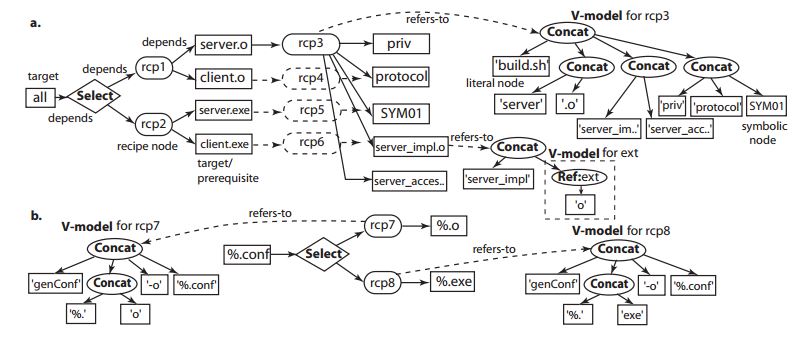 a.
refers-to
V-model for rcp3
Concat
depends
server.o
rcp3
priv
target
depends
rcp1
client.o
rcp4
protocol
'build.sh'
Concat
Concat
Concat
literal node
all
Select
'server'
'.o'
'priv'
'protocol'
SYM01
depends
rcp2
server.exe
rcp5
SYM01
symbolic
node
recipe node
client.exe
rcp6
server_impl.o
refers-to
Concat
'server_im..'
'server_acc..'
target/
prerequisite
server_acces..
V-model for ext
'server_impl'
Ref:ext
'o'
b.
V-model for rcp7
refers-to
Concat
'genConf'
Concat
'-o'
'%.conf'
'%.'
'o'
%.conf
Select
rcp7
%.o
rcp8
%.exe
refers-to
V-model for rcp8
Concat
'genConf'
Concat
'-o'
'%.conf'
'%.'
'exe'